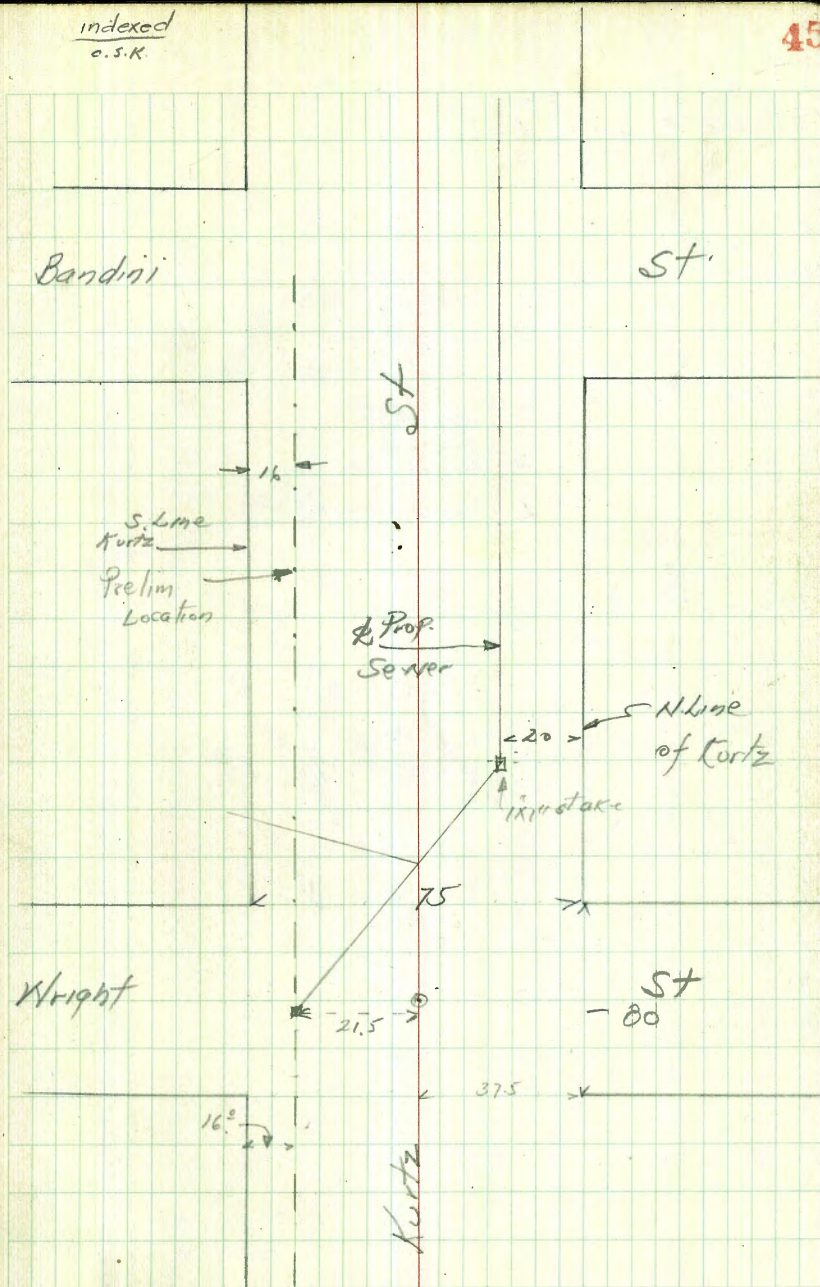 indexed
O.S.K.
45
Bandini St.
St
16
S. Line
Kurtz
Prelim
Location
℄ Prop.
Sewer
N. Line
of Kurtz
20
1"x1" stake
75
Wright St
- 80
21.5
37.5
16.0
Kurtz